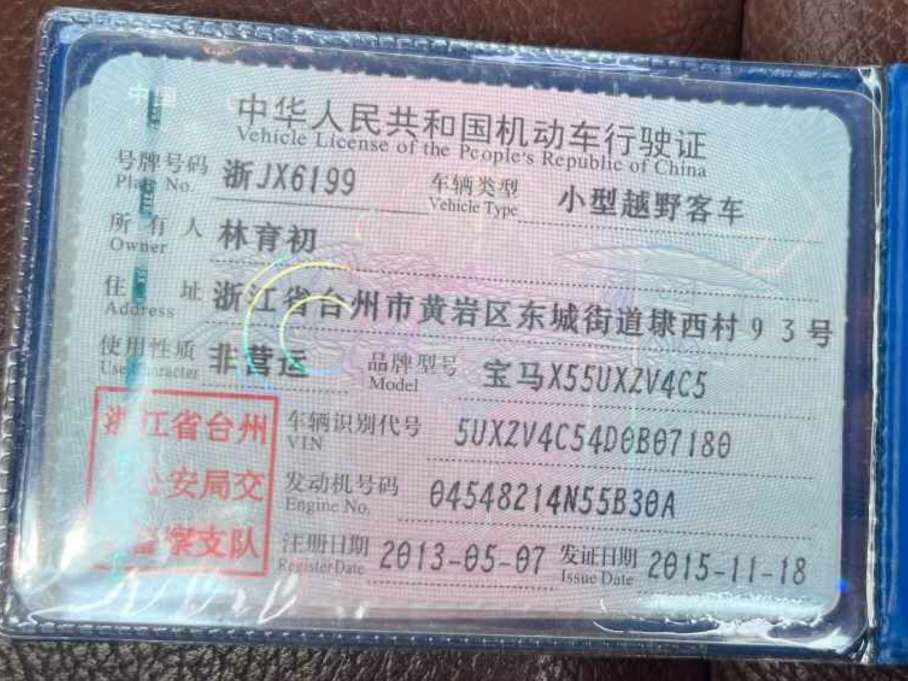 中华人民共和国机动车行驶证
Vehicle License of the People's Republic of China
号牌号码 浙JX6199 车辆类型 小型越野客车
Plate No. Vehicle Type
所有人 林育初
Owner
住址 浙江省台州市黄岩区东城街道埭西村93号
Address
使用性质 非营运 品牌型号 宝马X55UXZV4C5
Use Character Model
浙江省台州 车辆识别代号 5UXZV4C54D0B07180
VIN
公安局交 发动机号码 04548214N55B30A
Engine No.
警察支队 注册日期 2013-05-07 发证日期 2015-11-18
Register Date Issue Date